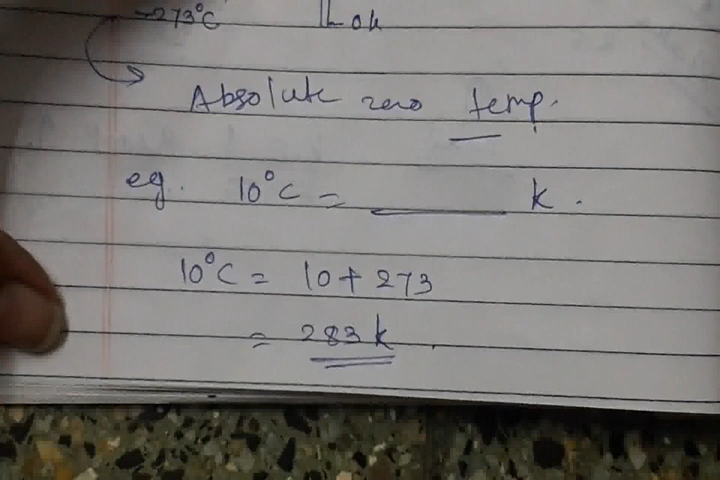 -273°C
Absolute zero temp.
eg. 10°C = ______ k.
10°C = 10 + 273
= 283 k.